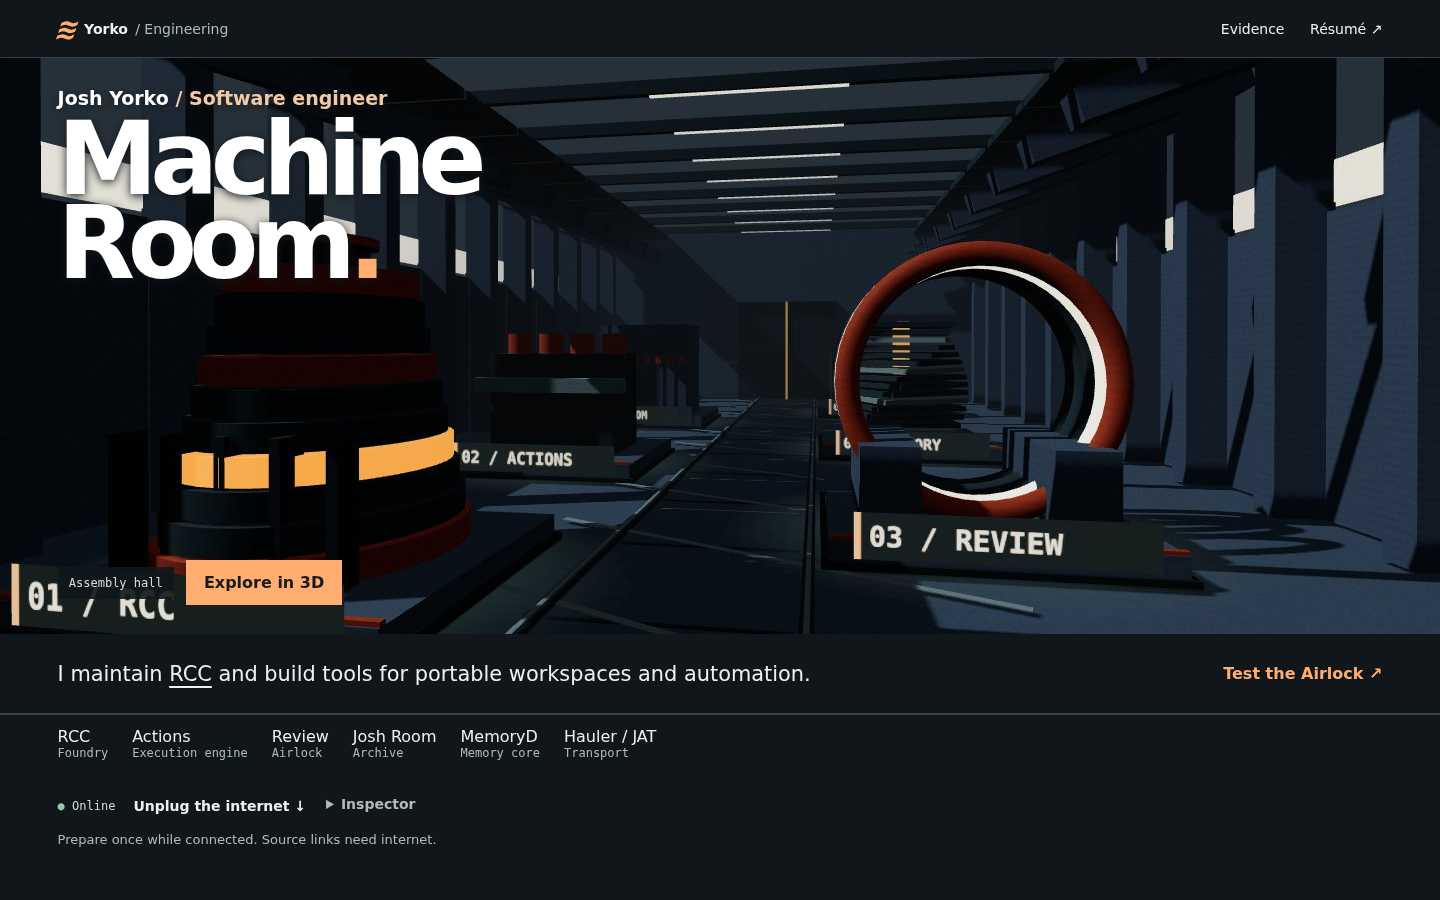 Yorko / Engineering
Evidence
Résumé ↗
Josh Yorko / Software engineer
Machine
Room.
02 / ACTIONS
03 / REVIEW
01 / RCC
Assembly hall
Explore in 3D
I maintain RCC and build tools for portable workspaces and automation.
Test the Airlock ↗
RCC
Foundry
Actions
Execution engine
Review
Airlock
Josh Room
Archive
MemoryD
Memory core
Hauler / JAT
Transport
● Online
Unplug the internet ↓
▶ Inspector
Prepare once while connected. Source links need internet.